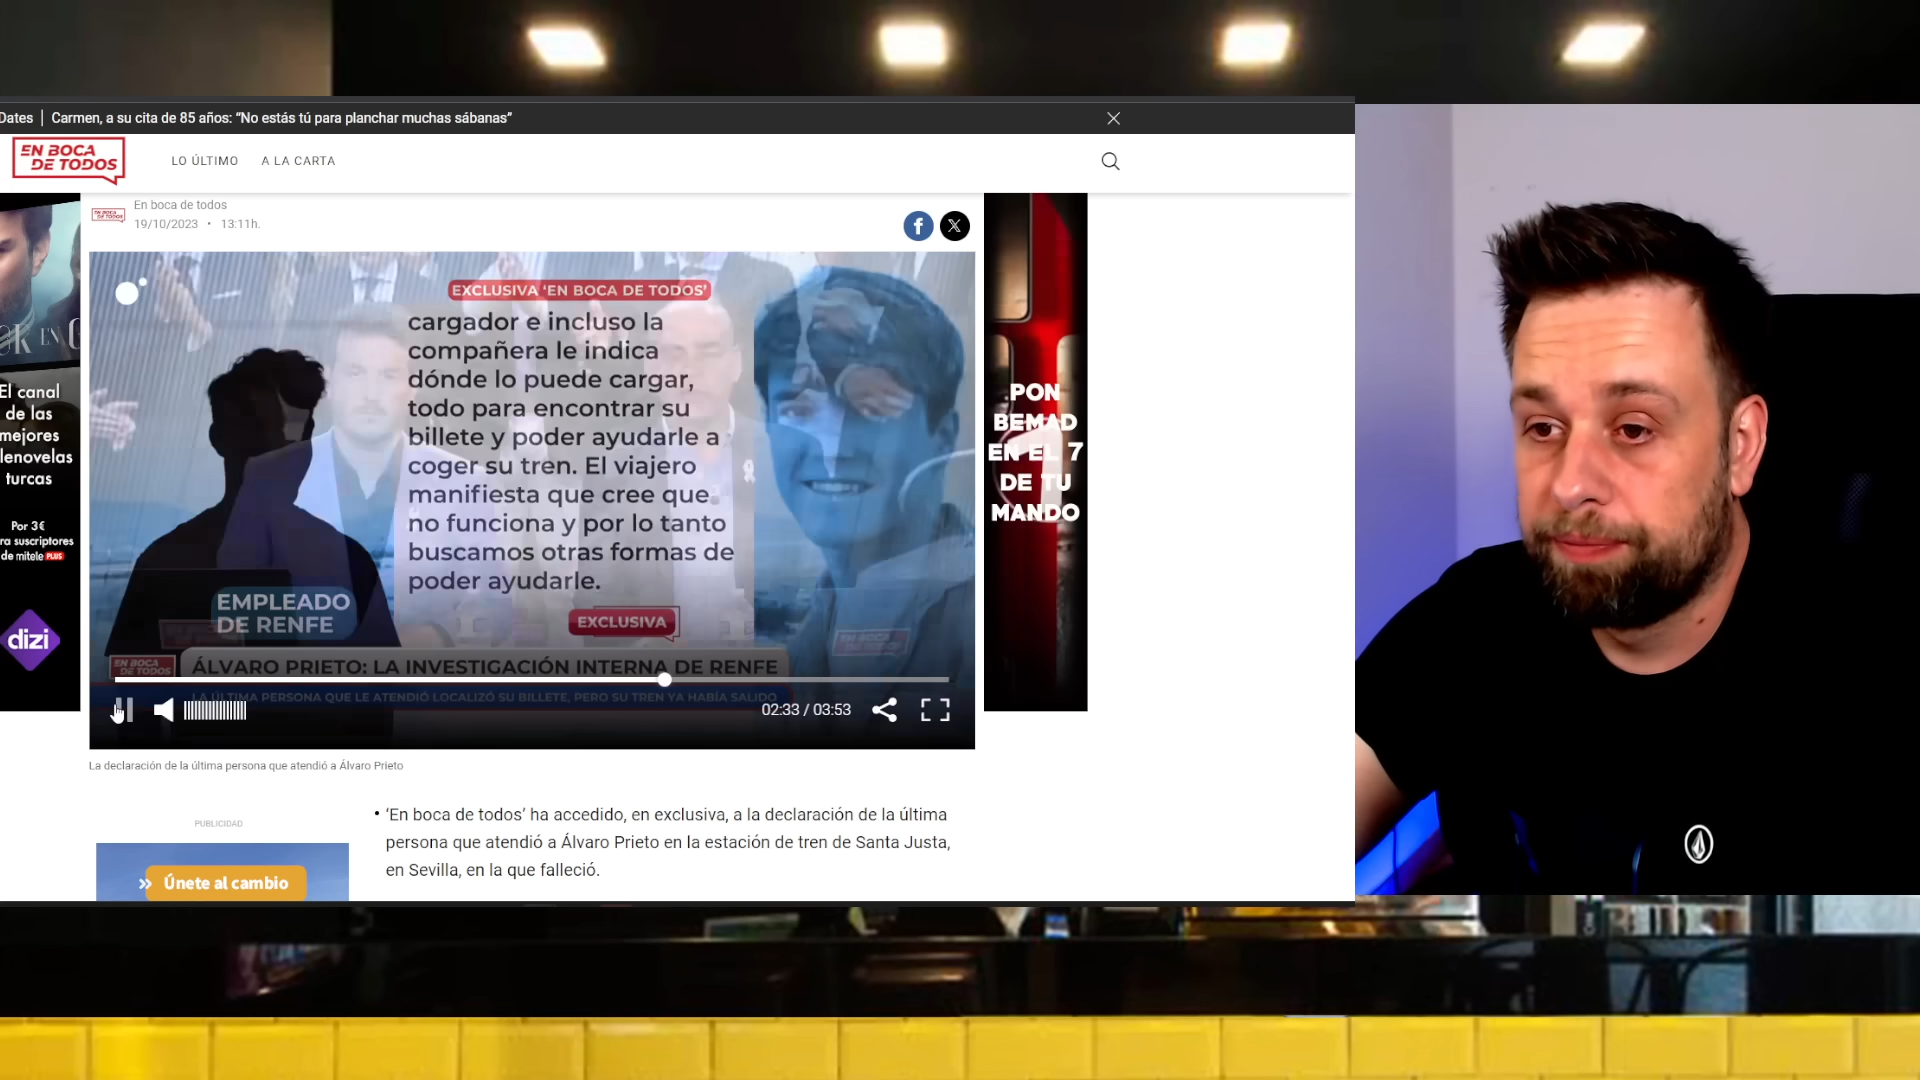 Dates | Carmen, a su cita de 85 años: “No estás tú para planchar muchas sábanas”
EN BOCA
DE TODOS
LO ÚLTIMO
A LA CARTA
En boca de todos
19/10/2023 • 13:11h.
EXCLUSIVA ‘EN BOCA DE TODOS’
cargador e incluso la
compañera le indica
dónde lo puede cargar,
todo para encontrar su
billete y poder ayudarle a
coger su tren. El viajero
manifiesta que cree que
no funciona y por lo tanto
buscamos otras formas de
poder ayudarle.
EMPLEADO
DE RENFE
EXCLUSIVA
EN BOCA
DE TODOS
ÁLVARO PRIETO: LA INVESTIGACIÓN INTERNA DE RENFE
LA ÚLTIMA PERSONA QUE LE ATENDIÓ LOCALIZÓ SU BILLETE, PERO SU TREN YA HABÍA SALIDO
02:33 / 03:53
El canal
de las
mejores
lenovelas
turcas
Por 3€
ra suscriptores
de mitele PLUS
dizi
PON
BEMAD
EN EL 7
DE TU
MANDO
La declaración de la última persona que atendió a Álvaro Prieto
PUBLICIDAD
» Únete al cambio
• ‘En boca de todos’ ha accedido, en exclusiva, a la declaración de la última
persona que atendió a Álvaro Prieto en la estación de tren de Santa Justa,
en Sevilla, en la que falleció.